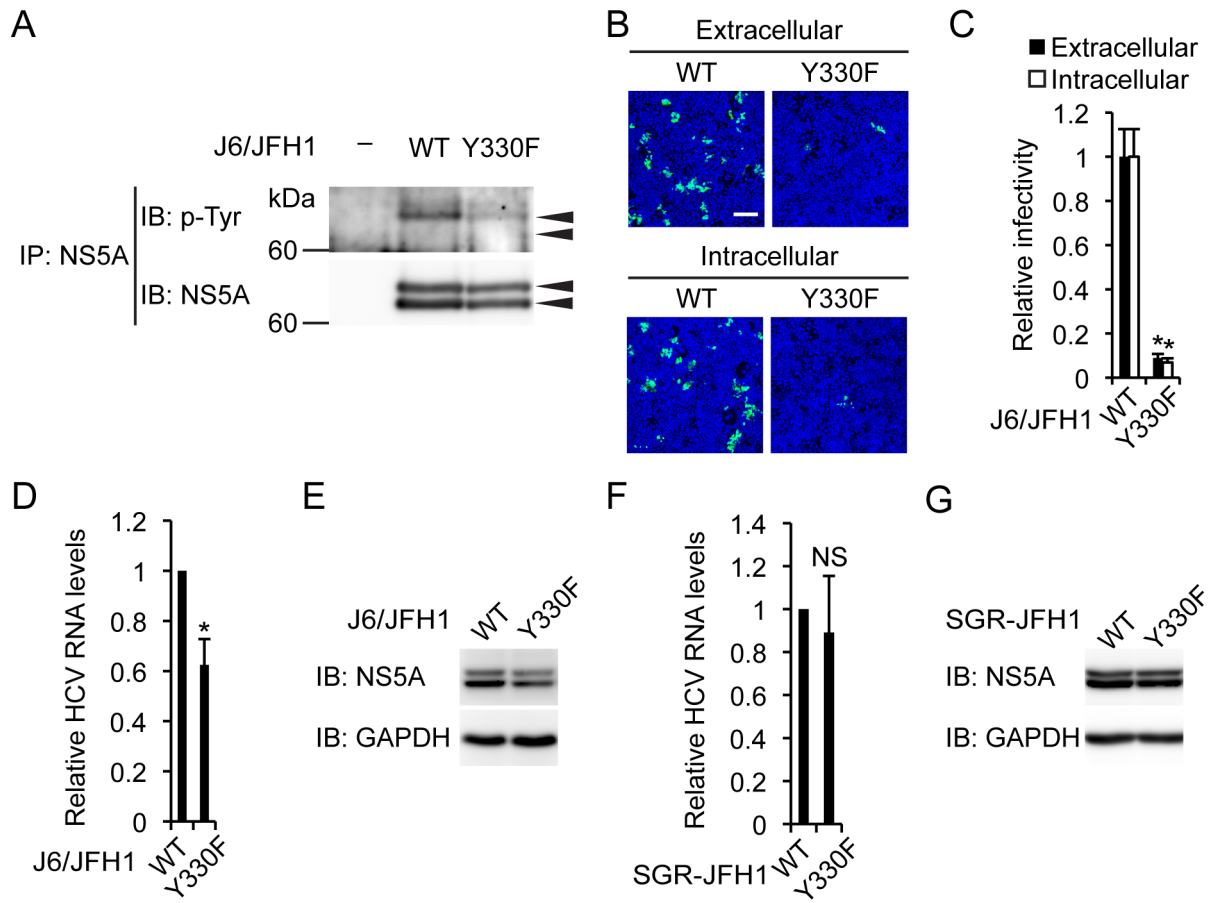 A
J6/JFH1 – WT Y330F
kDa
IP: NS5A
IB: p-Tyr
60
IB: NS5A
60
B
Extracellular
WT Y330F
Intracellular
WT Y330F
C
Extracellular
Intracellular
Relative infectivity
1.2
1
0.8
0.6
0.4
0.2
0
* *
J6/JFH1 WT Y330F
D
Relative HCV RNA levels
1.2
1
0.8
0.6
0.4
0.2
0
*
J6/JFH1 WT Y330F
E
J6/JFH1 WT Y330F
IB: NS5A
IB: GAPDH
F
Relative HCV RNA levels
1.4
1.2
1
0.8
0.6
0.4
0.2
0
NS
SGR-JFH1 WT Y330F
G
SGR-JFH1 WT Y330F
IB: NS5A
IB: GAPDH